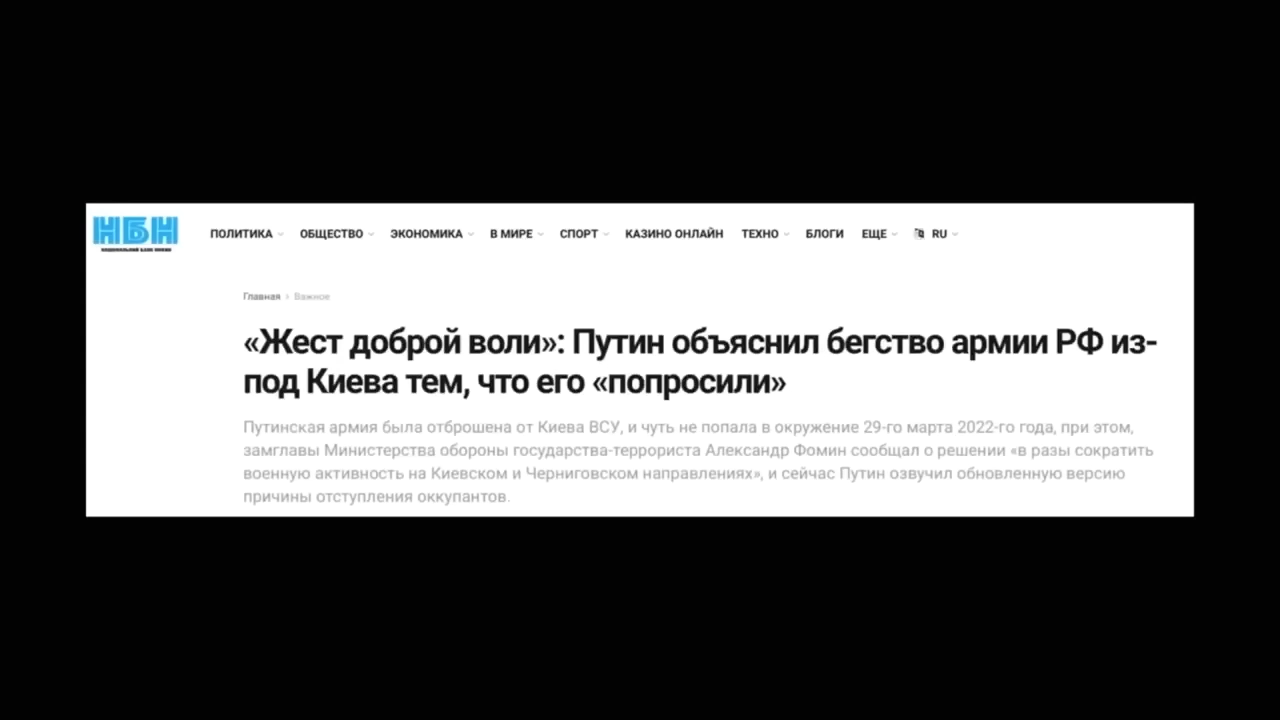 НБН
ПОЛИТИКА ОБЩЕСТВО ЭКОНОМИКА В МИРЕ СПОРТ КАЗИНО ОНЛАЙН ТЕХНО БЛОГИ ЕЩЕ RU
Главная › Важное
«Жест доброй воли»: Путин объяснил бегство армии РФ из-
под Киева тем, что его «попросили»
Путинская армия была отброшена от Киева ВСУ, и чуть не попала в окружение 29-го марта 2022-го года, при этом,
замглавы Министерства обороны государства-террориста Александр Фомин сообщал о решении «в разы сократить
военную активность на Киевском и Черниговском направлениях», и сейчас Путин озвучил обновленную версию
причины отступления оккупантов.